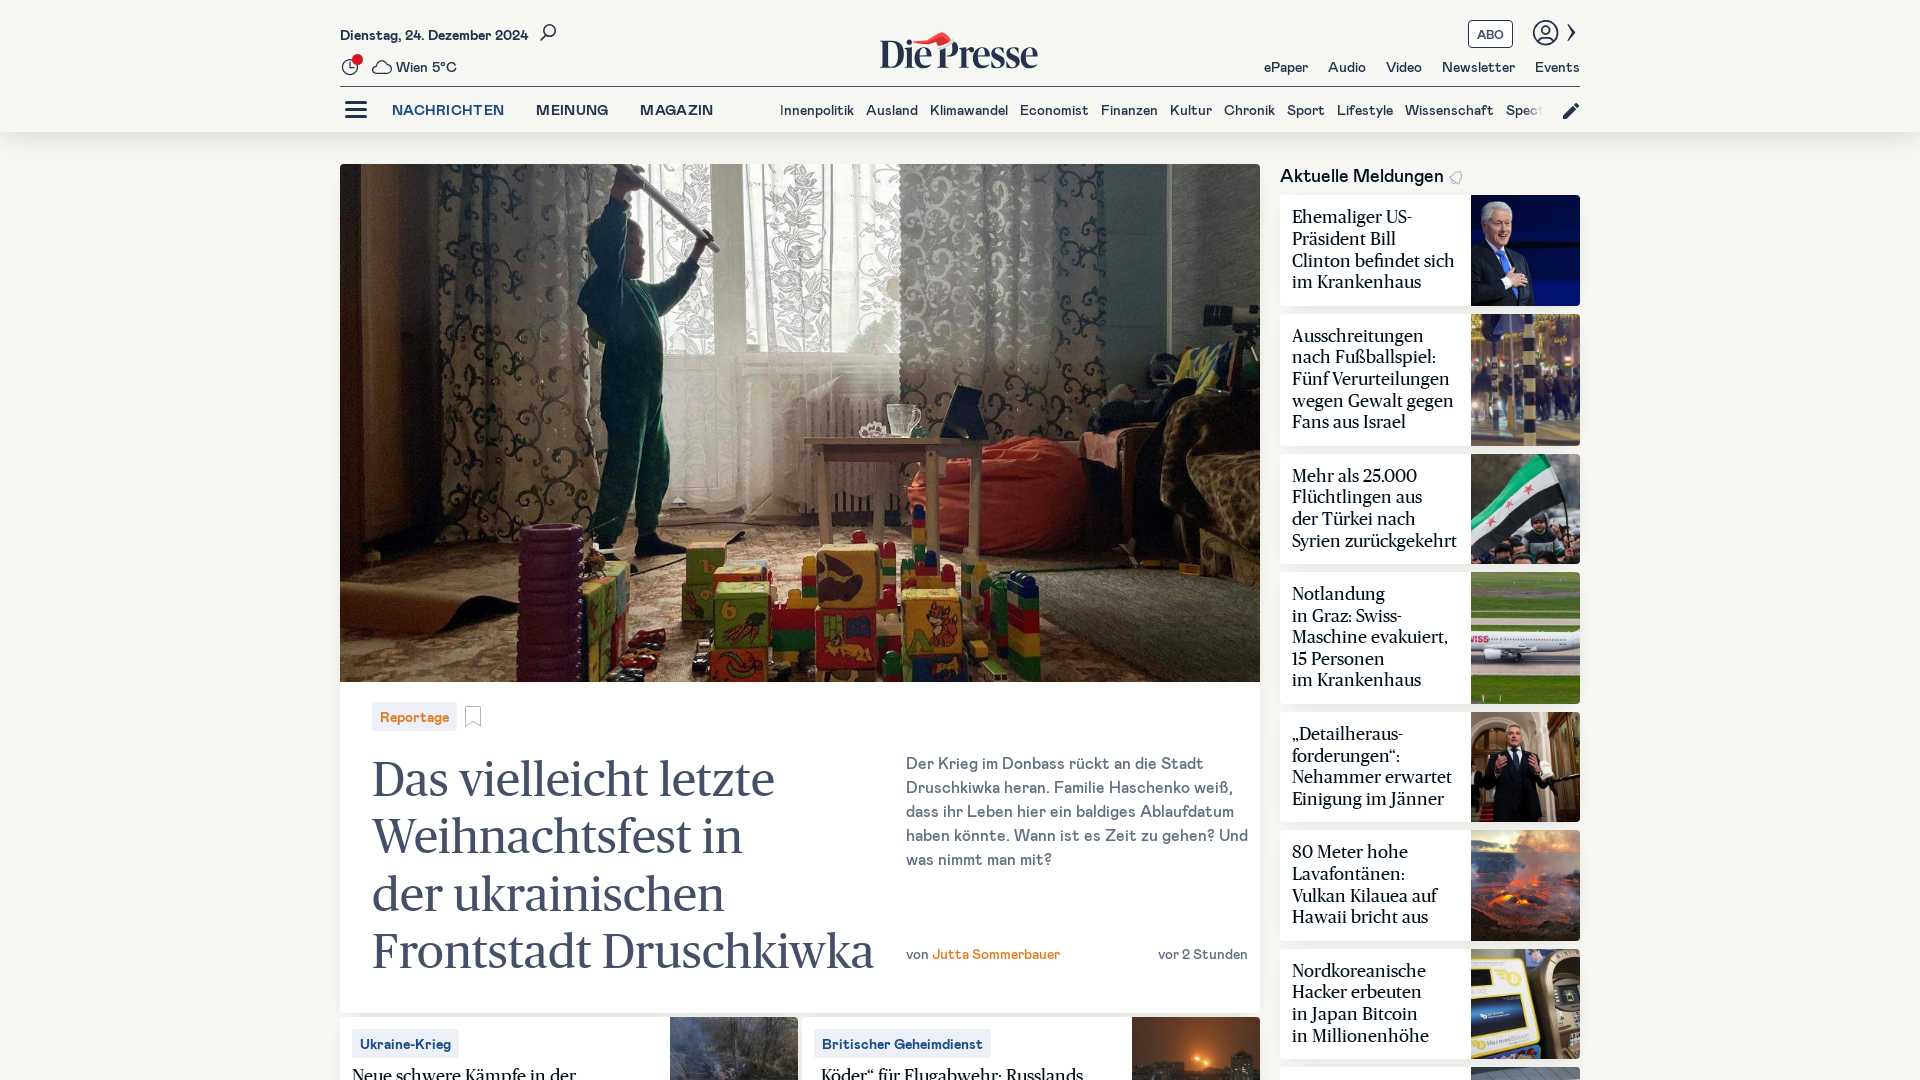 Dienstag, 24. Dezember 2024
Wien 5°C
Die Presse
ABO
ePaper Audio Video Newsletter Events
NACHRICHTEN MEINUNG MAGAZIN
Innenpolitik Ausland Klimawandel Economist Finanzen Kultur Chronik Sport Lifestyle Wissenschaft Spect
Reportage
Das vielleicht letzte
Weihnachtsfest in
der ukrainischen
Frontstadt Druschkiwka
Der Krieg im Donbass rückt an die Stadt
Druschkiwka heran. Familie Haschenko weiß,
dass ihr Leben hier ein baldiges Ablaufdatum
haben könnte. Wann ist es Zeit zu gehen? Und
was nimmt man mit?
von Jutta Sommerbauer
vor 2 Stunden
Ukraine-Krieg
Neue schwere Kämpfe in der
Britischer Geheimdienst
Köder“ für Flugabwehr: Russlands
Aktuelle Meldungen
Ehemaliger US-
Präsident Bill
Clinton befindet sich
im Krankenhaus
Ausschreitungen
nach Fußballspiel:
Fünf Verurteilungen
wegen Gewalt gegen
Fans aus Israel
Mehr als 25.000
Flüchtlingen aus
der Türkei nach
Syrien zurückgekehrt
Notlandung
in Graz: Swiss-
Maschine evakuiert,
15 Personen
im Krankenhaus
„Detailheraus-
forderungen“:
Nehammer erwartet
Einigung im Jänner
80 Meter hohe
Lavafontänen:
Vulkan Kilauea auf
Hawaii bricht aus
Nordkoreanische
Hacker erbeuten
in Japan Bitcoin
in Millionenhöhe